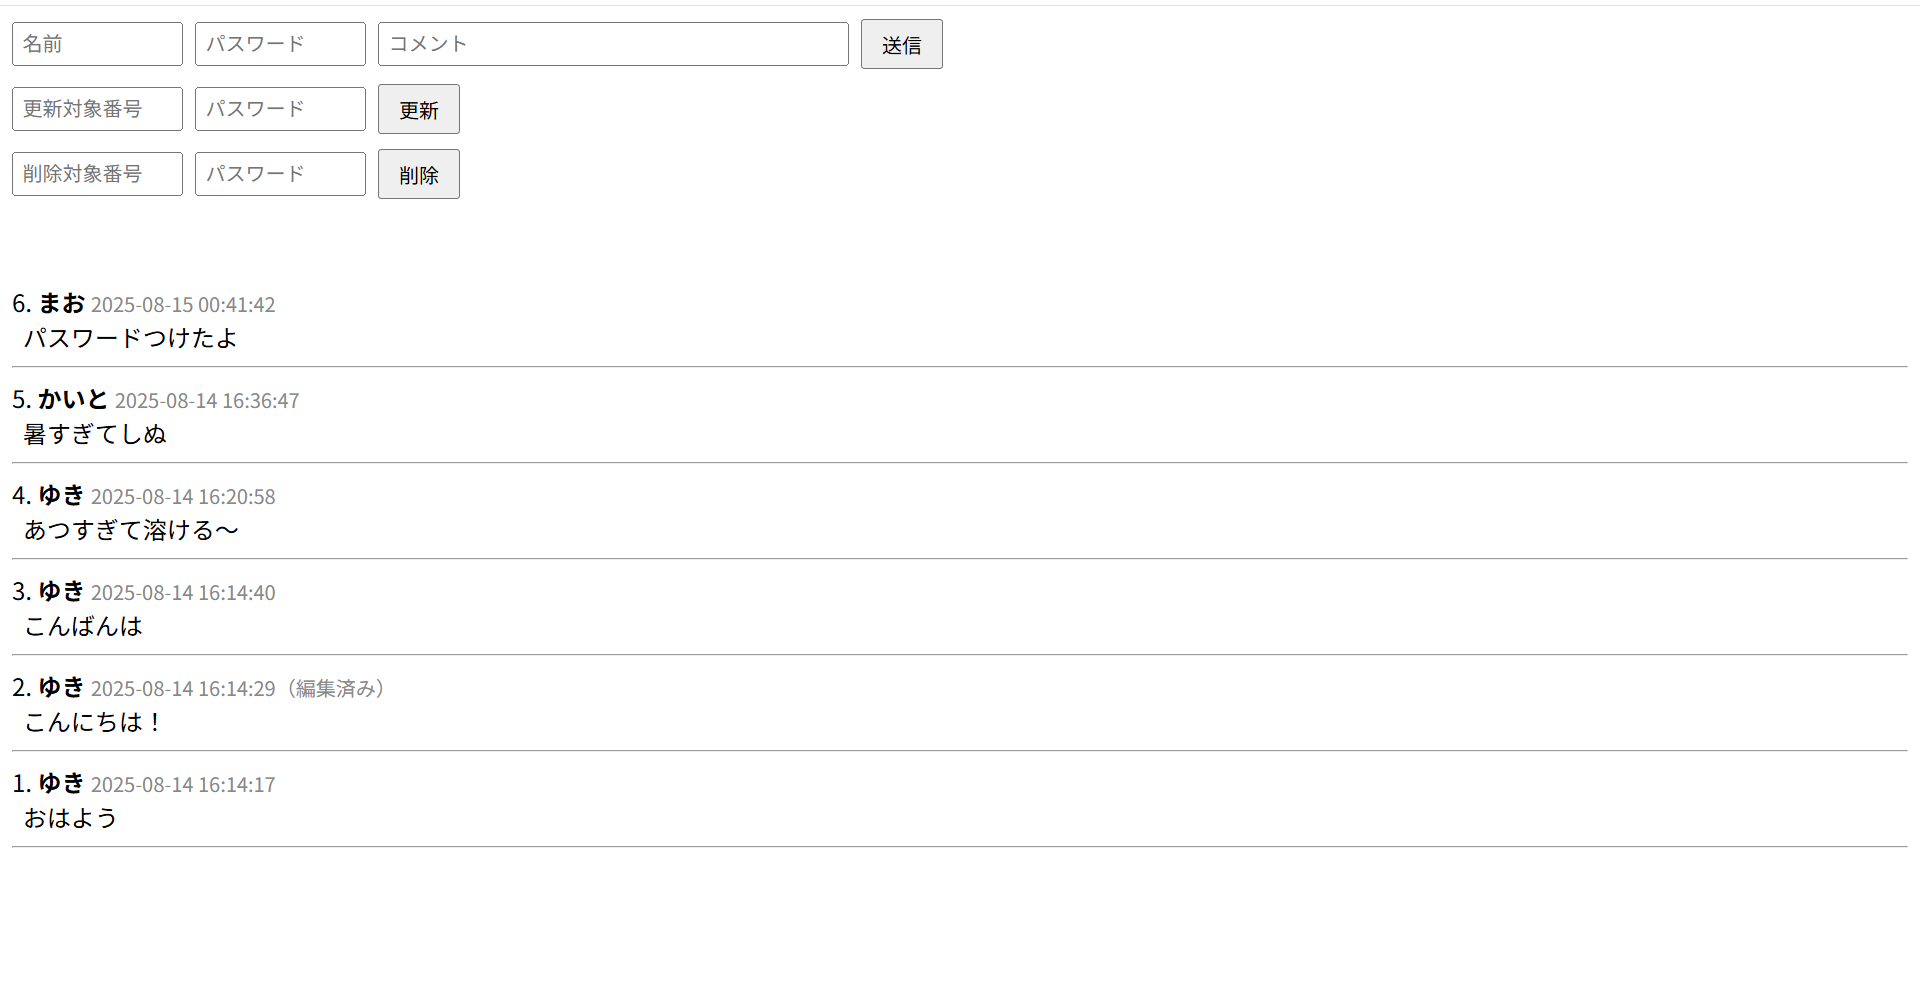 名前 パスワード コメント 送信
更新対象番号 パスワード 更新
削除対象番号 パスワード 削除
6. まお 2025-08-15 00:41:42
パスワードつけたよ
5. かいと 2025-08-14 16:36:47
暑すぎてしぬ
4. ゆき 2025-08-14 16:20:58
あつすぎて溶ける～
3. ゆき 2025-08-14 16:14:40
こんばんは
2. ゆき 2025-08-14 16:14:29（編集済み）
こんにちは！
1. ゆき 2025-08-14 16:14:17
おはよう